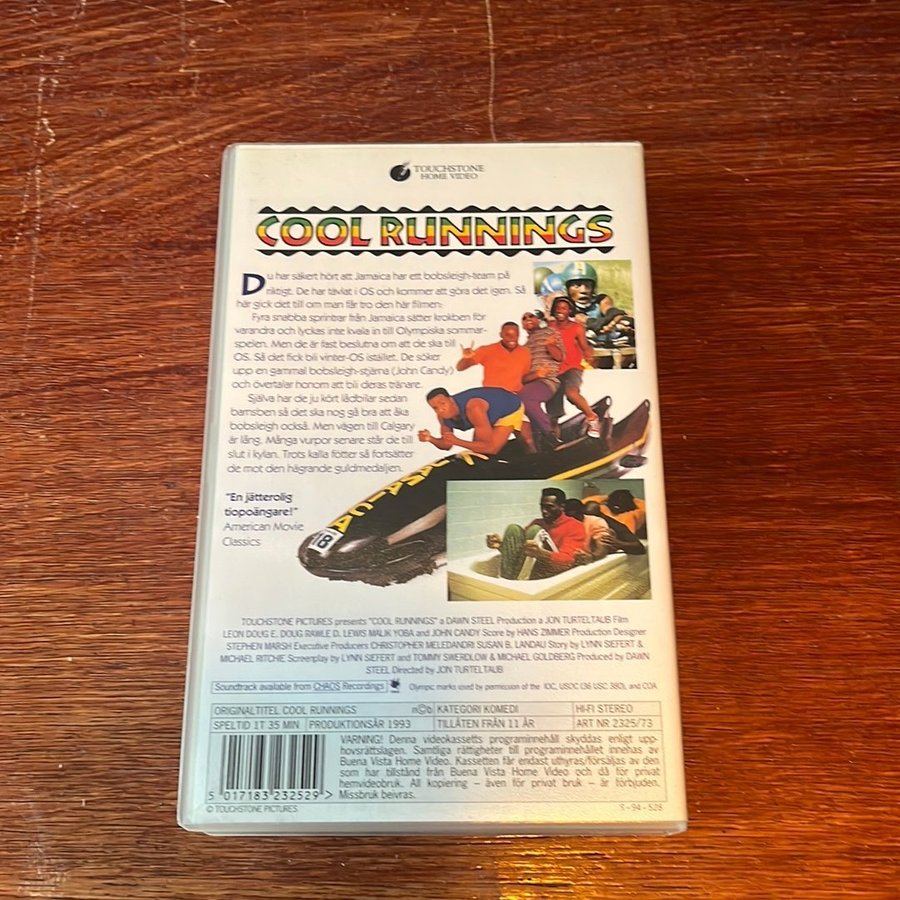 TOUCHSTONE
HOME VIDEO
COOL RUNNINGS
Du har säkert hört att Jamaica har ett bobsleigh-team på
riktigt. De har tävlat i OS och kommer att göra det igen. Så
här gick det till om man får tro den här filmen:
Fyra snabba sprintrar från Jamaica sätter krokben för
varandra och lyckas inte kvala in till Olympiska sommar-
spelen. Men de är fast beslutna om att de ska till
OS. Så det fick bli vinter-OS istället. De söker
upp en gammal bobsleigh-stjärna (John Candy)
och övertalar honom att bli deras tränare.
Själva har de ju kört lådbilar sedan
barnsben så det ska nog gå bra att åka
bobsleigh också. Men vägen till Calgary
är lång. Många vurpor senare står de till
slut i kylan. Trots kalla fötter så fortsätter
de mot den hägrande guldmedaljen.
"En jätterolig
tiopoängare!"
American Movie
Classics
JAMAICA
8
TOUCHSTONE PICTURES presents "COOL RUNNINGS" a DAWN STEEL Production a JON TURTELTAUB Film
LEON DOUG E. DOUG RAWLE D. LEWIS MALIK YOBA and JOHN CANDY Score by HANS ZIMMER Production Designer
STEPHEN MARSH Executive Producers CHRISTOPHER MELEDANDRI SUSAN B. LANDAU Story by LYNN SIEFERT &
MICHAEL RITCHIE Screenplay by LYNN SIEFERT and TOMMY SWERDLOW & MICHAEL GOLDBERG Produced by DAWN
STEEL Directed by JON TURTELTAUB
Soundtrack available from CHAOS Recordings Olympic marks used by permission of the IOC, USOC (36 USC 380), and COA
ORIGINALTITEL COOL RUNNINGS n©b KATEGORI KOMEDI HI-FI STEREO
SPELTID 1T 35 MIN PRODUKTIONSÅR 1993 TILLÅTEN FRÅN 11 ÅR ART NR 2325/73
VARNING! Denna videokassetts programinnehåll skyddas enligt upp-
hovsrättslagen. Samtliga rättigheter till programinnehållet innehas av
Buena Vista Home Video. Kassetten får endast uthyras/försäljas av den
som har tillstånd från Buena Vista Home Video och då för privat
hemvideobruk. All kopiering – även för privat bruk – är förbjuden.
Missbruk beivras.
5 017183 232529 >
© TOUCHSTONE PICTURES
S-94-528